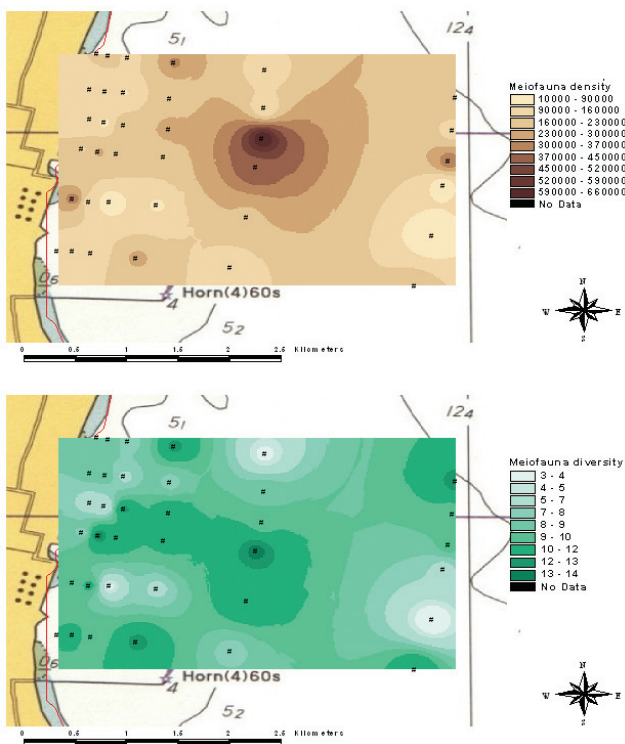 5₁
12₄
Meiofauna density
10000 - 90000
90000 - 160000
160000 - 230000
230000 - 300000
300000 - 370000
370000 - 450000
450000 - 520000
520000 - 590000
590000 - 660000
No Data
0₆
Horn(4)60s
4
5₂
N
W E
S
0 0.5 1 1.5 2 2.5 Kilometers
5₁
12₄
Meiofauna diversity
3 - 4
4 - 5
5 - 7
7 - 8
8 - 9
9 - 10
10 - 12
12 - 13
13 - 14
No Data
0₆
Horn(4)60s
4
5₂
N
W E
S
0 0.5 1 1.5 2 2.5 Kilometers